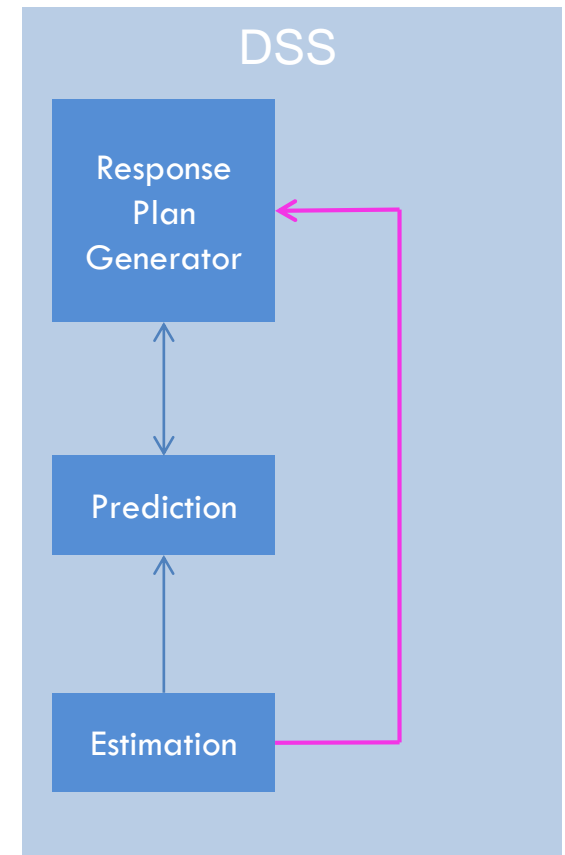 DSS
Response
Plan
Generator
Prediction
Estimation